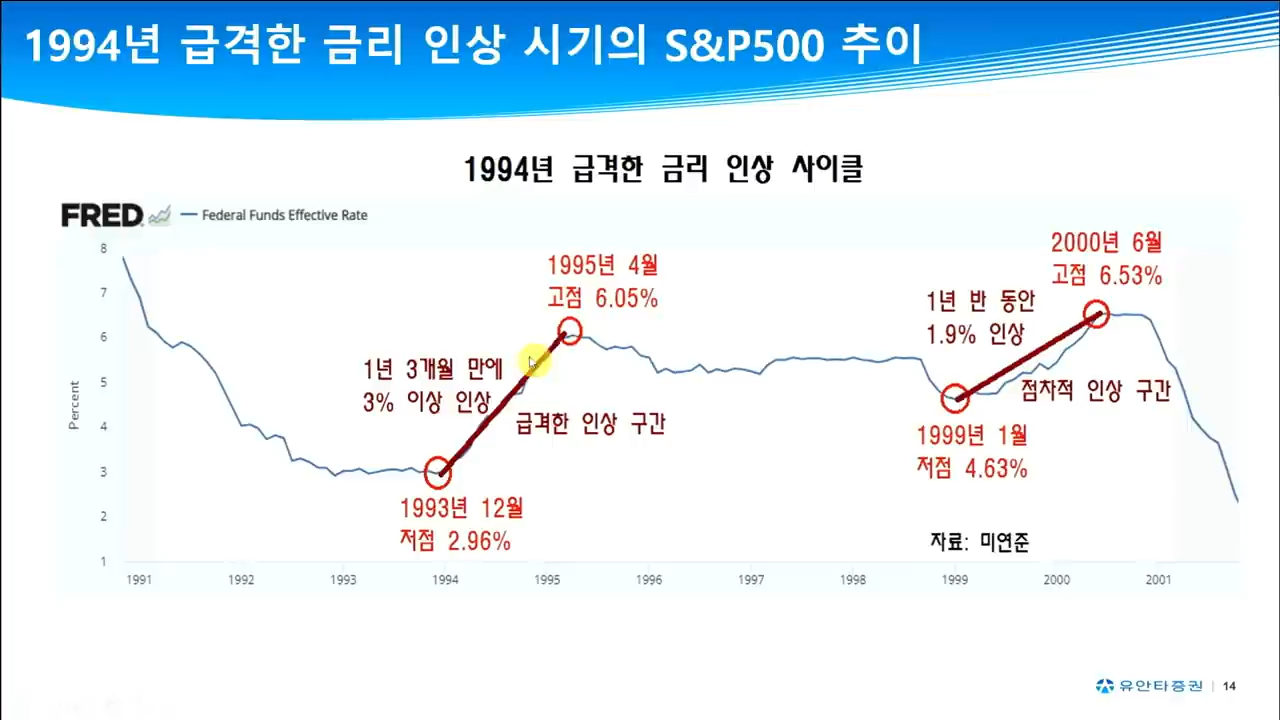 1994년 급격한 금리 인상 시기의 S&P500 추이
1994년 급격한 금리 인상 사이클
FRED
Federal Funds Effective Rate
Percent
8
7
6
5
4
3
2
1
1995년 4월
고점 6.05%
2000년 6월
고점 6.53%
1년 반 동안
1.9% 인상
1년 3개월 만에
3% 이상 인상
급격한 인상 구간
점차적 인상 구간
1999년 1월
저점 4.63%
1993년 12월
저점 2.96%
자료: 미연준
1991 1992 1993 1994 1995 1996 1997 1998 1999 2000 2001
유안타증권 | 14